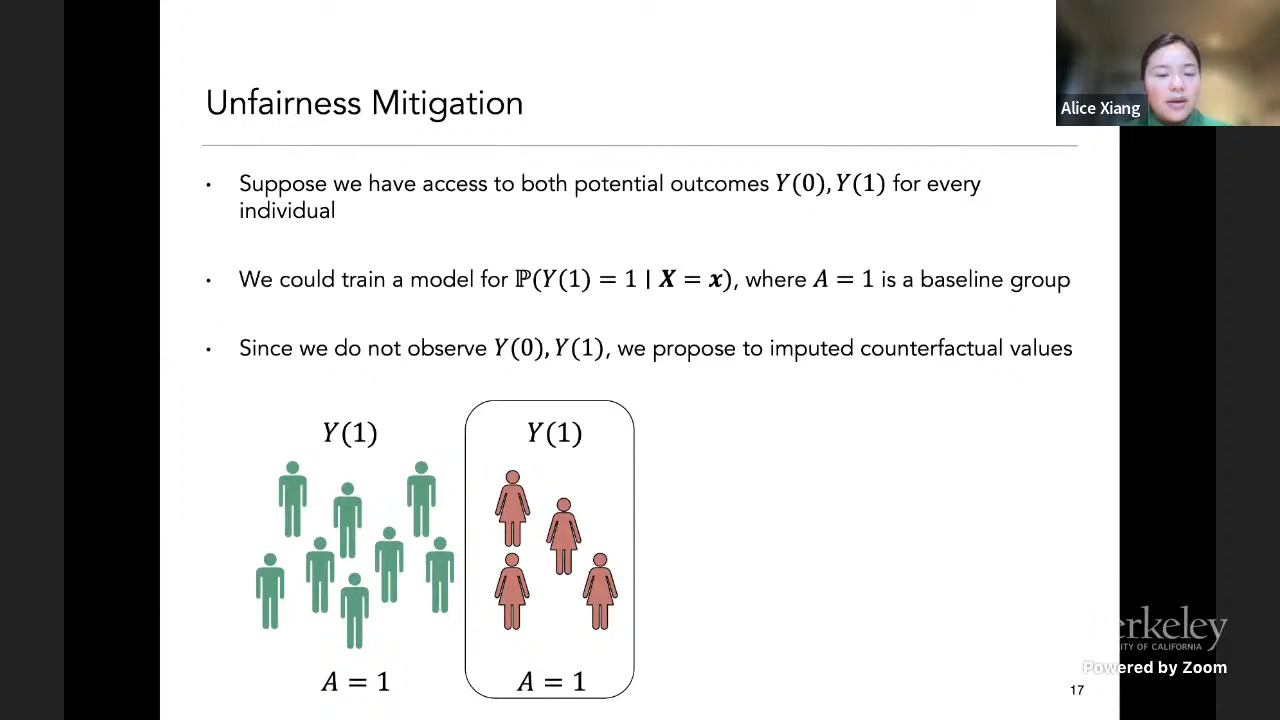 Unfairness Mitigation
Alice Xiang
· Suppose we have access to both potential outcomes Y(0), Y(1) for every
individual
· We could train a model for ℙ(Y(1) = 1 | X = x), where A = 1 is a baseline group
· Since we do not observe Y(0), Y(1), we propose to imputed counterfactual values
Y(1)
Y(1)
A = 1
A = 1
Powered by Zoom
17